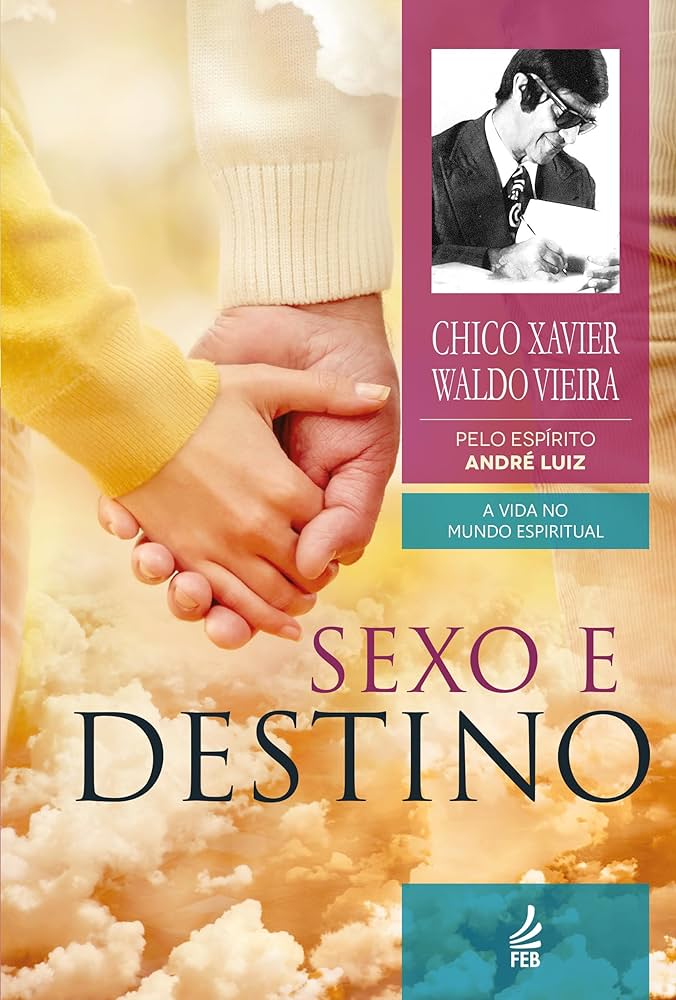 CHICO XAVIER
WALDO VIEIRA
PELO ESPÍRITO
ANDRÉ LUIZ
A VIDA NO
MUNDO ESPIRITUAL
SEXO E
DESTINO
FEB